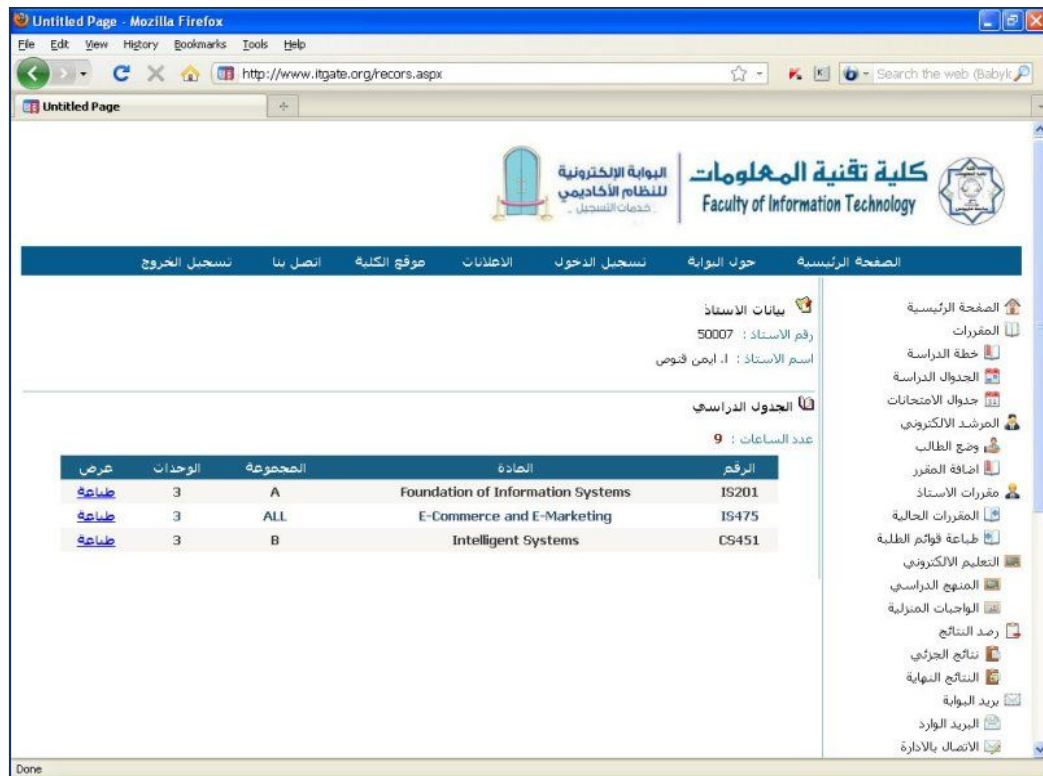 Untitled Page - Mozilla Firefox
File Edit View History Bookmarks Tools Help
http://www.itgate.org/recors.aspx
Search the web (Babyl
Untitled Page
كلية تقنية المعلومات
Faculty of Information Technology
البوابة الإلكترونية
للنظام الأكاديمي
خدمات التسجيل .
الصفحة الرئيسية حول البوابة تسجيل الدخول الاعلانات موقع الكلية اتصل بنا تسجيل الخروج
الصفحة الرئيسية
المقررات
خطة الدراسة
الجدوال الدراسة
جدوال الامتحانات
المرشد الالكتروني
وضع الطالب
اضافة المقرر
مقررات الاستاذ
المقررات الحالية
طباعة قوائم الطلبة
التعليم الالكتروني
المنهج الدراسي
الواجبات المنزلية
رصد النتائج
نتائج الجزئي
النتائج النهاية
بريد البوابة
البريد الوارد
الاتصال بالادارة
بيانات الاستاذ
رقم الاستاذ : 50007
اسم الاستاذ : ا. ايمن قنوص
الجدول الدراسي
عدد الساعات : 9
الرقم المادة المجموعة الوحدات عرض
IS201 Foundation of Information Systems A 3 طباعة
IS475 E-Commerce and E-Marketing ALL 3 طباعة
CS451 Intelligent Systems B 3 طباعة
Done